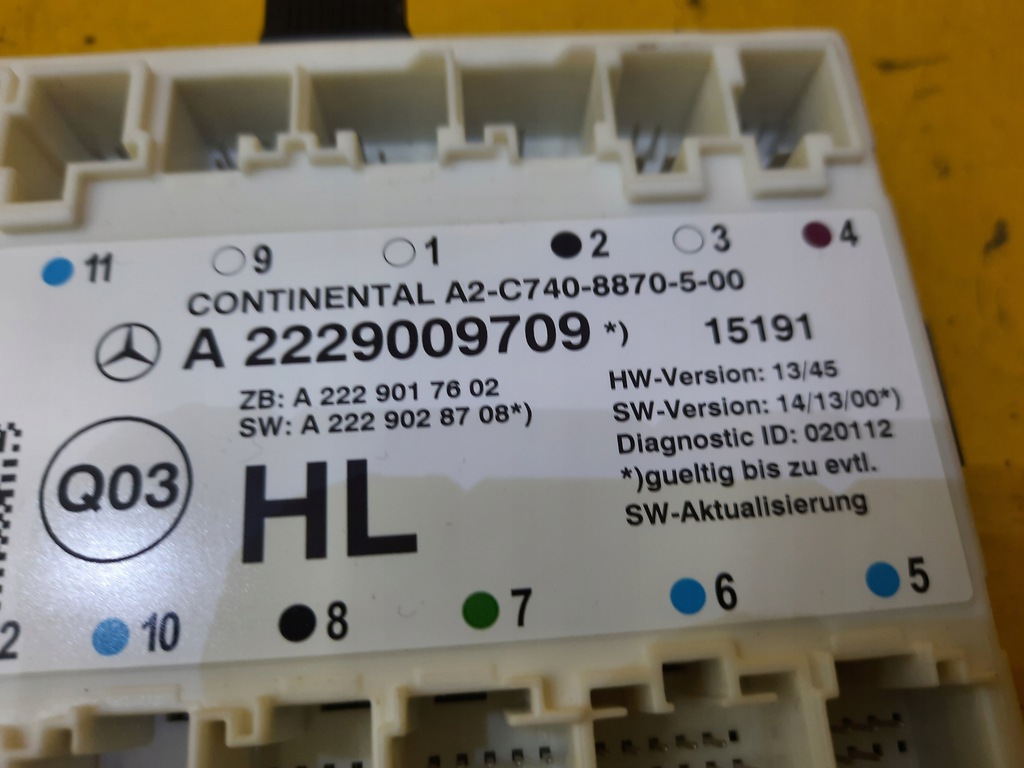 11 9 1 2 3 4
CONTINENTAL A2-C740-8870-5-00
A 2229009709 *) 15191
ZB: A 222 901 76 02
SW: A 222 902 87 08*)
HW-Version: 13/45
SW-Version: 14/13/00*)
Diagnostic ID: 020112
*)gueltig bis zu evtl.
SW-Aktualisierung
Q03
HL
2 10 8 7 6 5